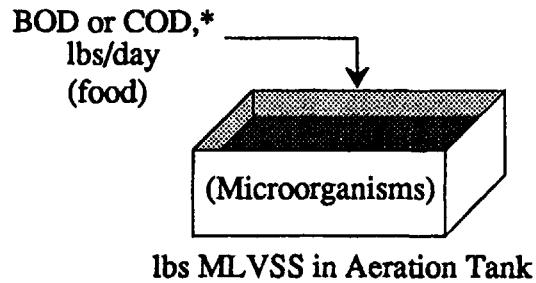 BOD or COD,*
lbs/day
(food)
(Microorganisms)
lbs MLVSS in Aeration Tank